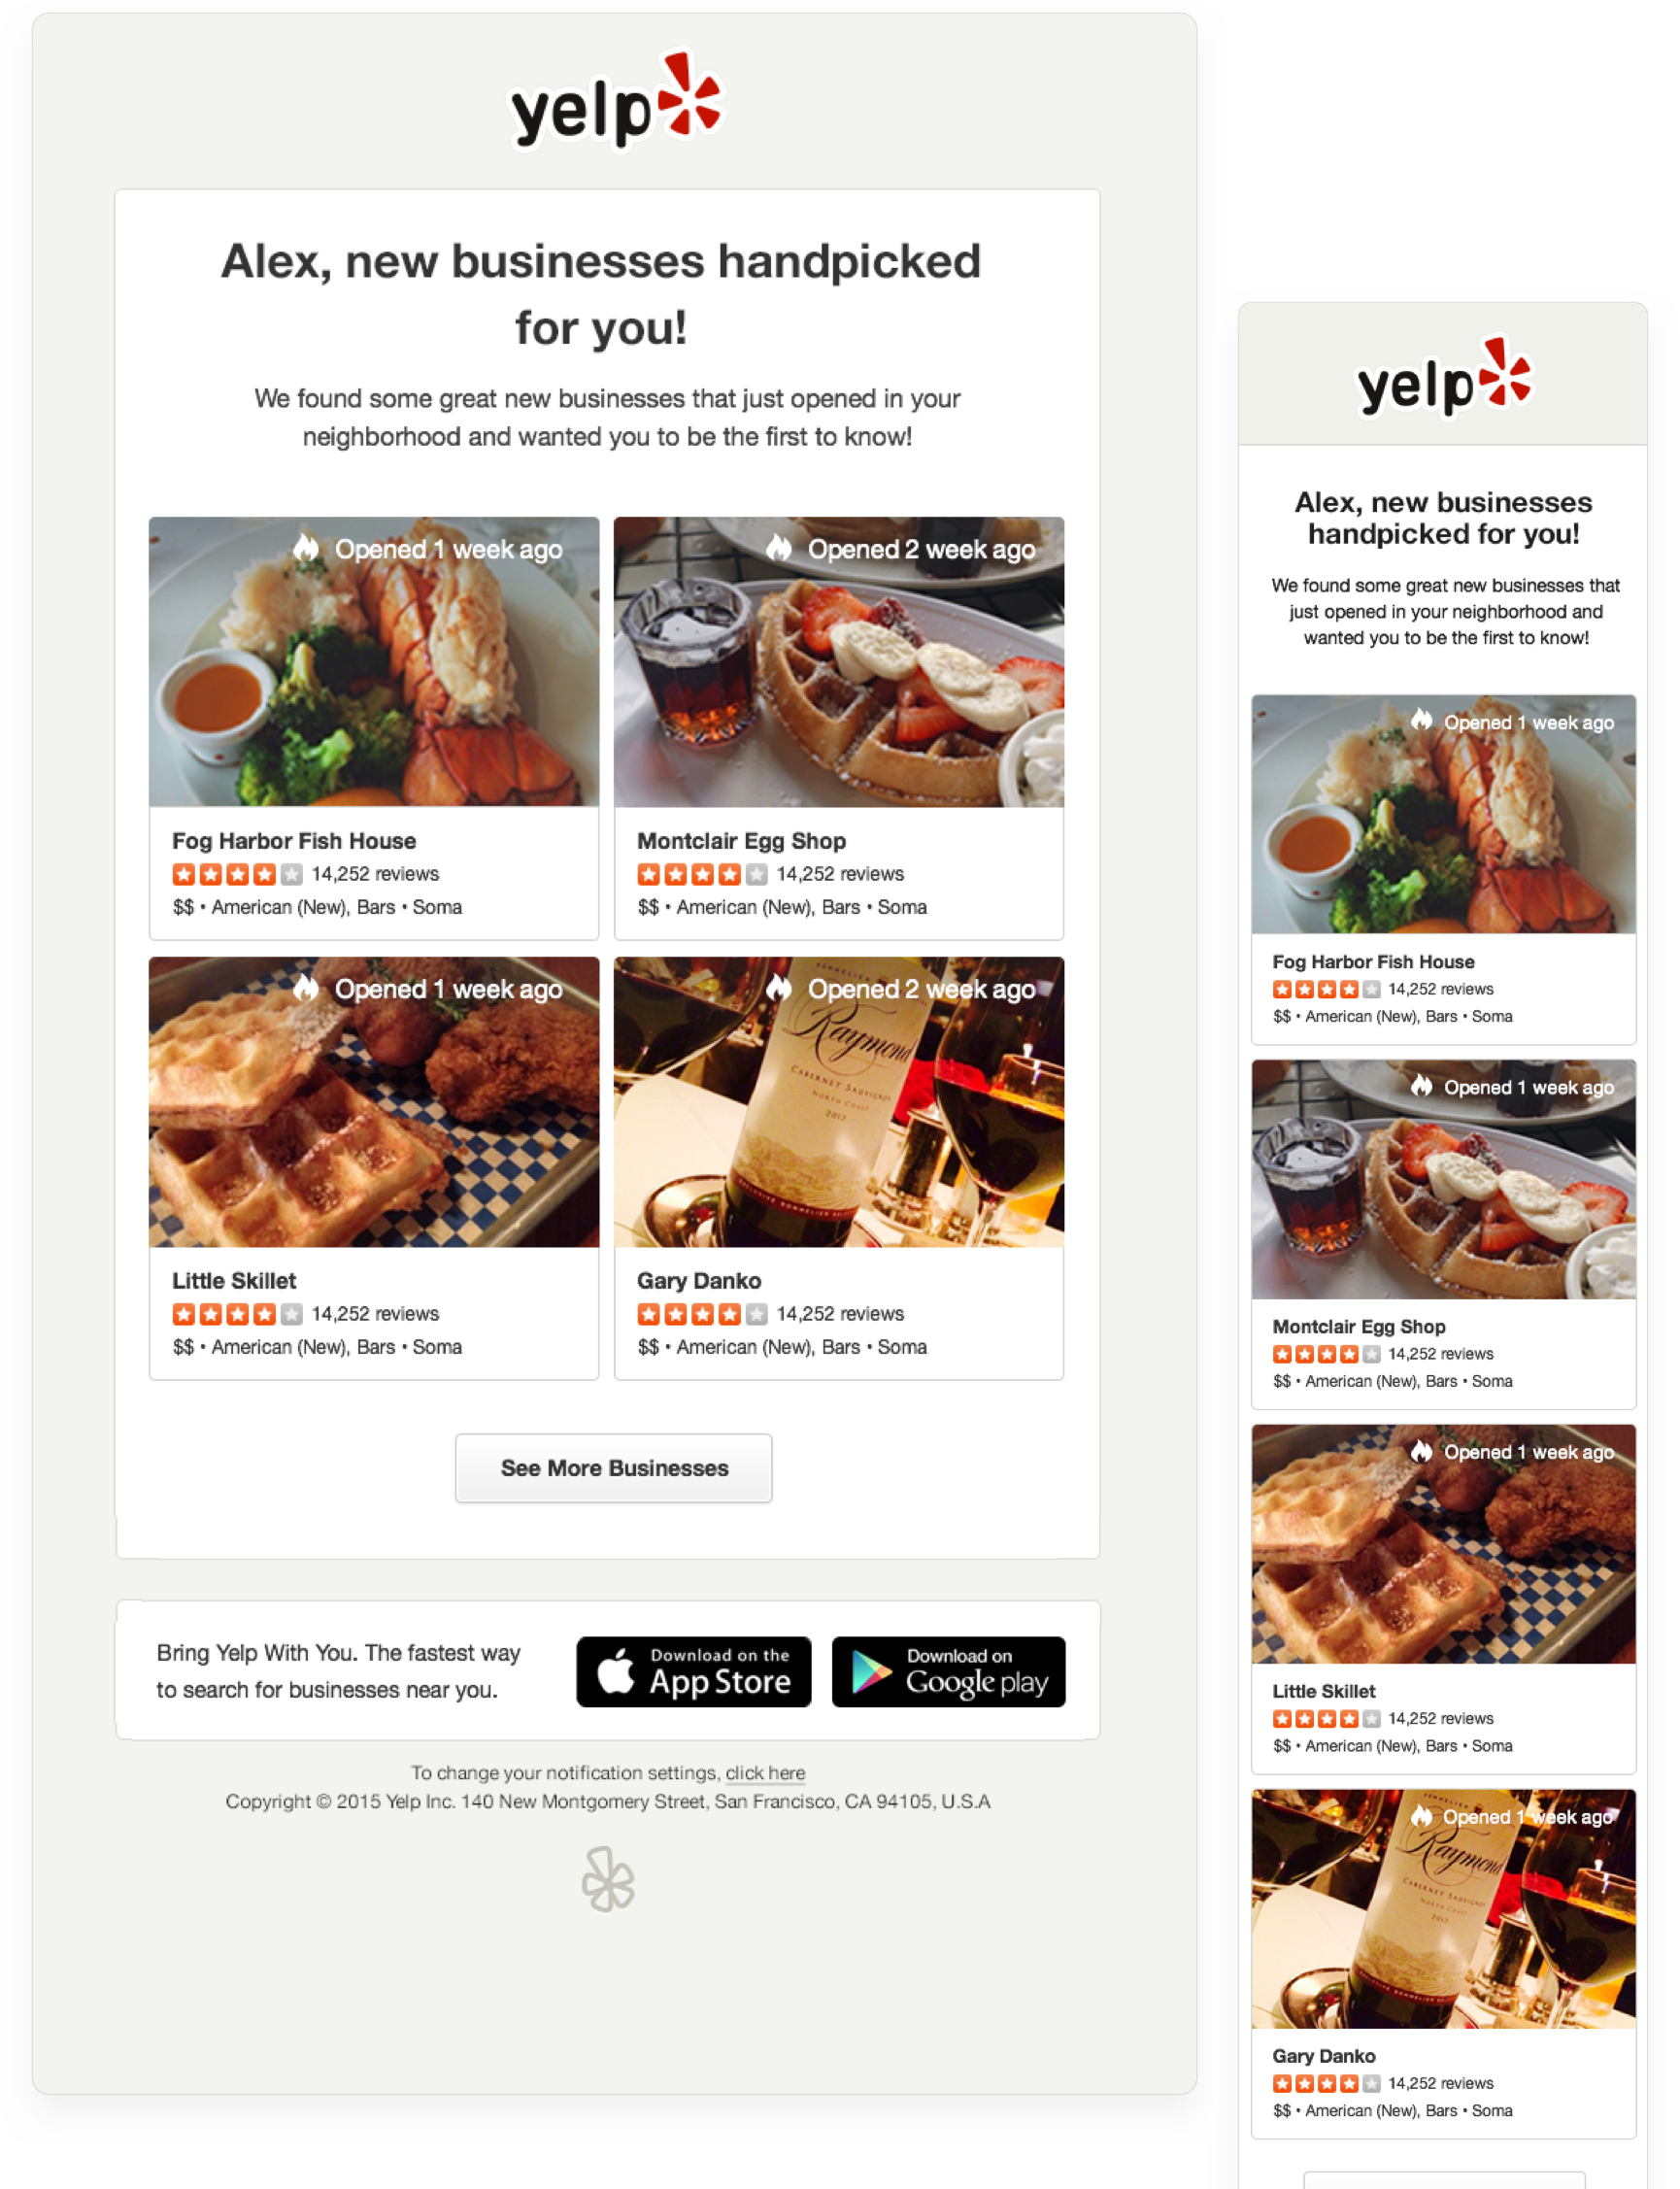 yelp
Alex, new businesses handpicked
for you!
We found some great new businesses that just opened in your
neighborhood and wanted you to be the first to know!
Opened 1 week ago
Fog Harbor Fish House
14,252 reviews
$$ • American (New), Bars • Soma
Opened 2 week ago
Montclair Egg Shop
14,252 reviews
$$ • American (New), Bars • Soma
Opened 1 week ago
Little Skillet
14,252 reviews
$$ • American (New), Bars • Soma
Opened 2 week ago
Raymond
CABERNET SAUVIGNON
NORTH COAST
2012
Gary Danko
14,252 reviews
$$ • American (New), Bars • Soma
See More Businesses
Bring Yelp With You. The fastest way
to search for businesses near you.
Download on the
App Store
Download on
Google play
To change your notification settings, click here
Copyright © 2015 Yelp Inc. 140 New Montgomery Street, San Francisco, CA 94105, U.S.A
yelp
Alex, new businesses
handpicked for you!
We found some great new businesses that
just opened in your neighborhood and
wanted you to be the first to know!
Opened 1 week ago
Fog Harbor Fish House
14,252 reviews
$$ • American (New), Bars • Soma
Opened 1 week ago
Montclair Egg Shop
14,252 reviews
$$ • American (New), Bars • Soma
Opened 1 week ago
Little Skillet
14,252 reviews
$$ • American (New), Bars • Soma
Opened 1 week ago
Raymond
CABERNET SAUVIGNON
NORTH COAST
2012
Gary Danko
14,252 reviews
$$ • American (New), Bars • Soma